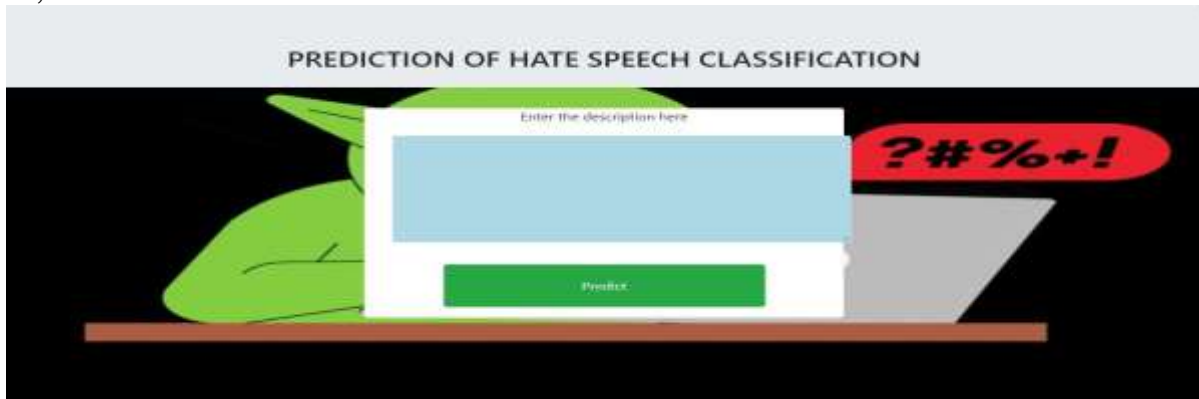 PREDICTION OF HATE SPEECH CLASSIFICATION
Enter the description here
?#%+!
Predict